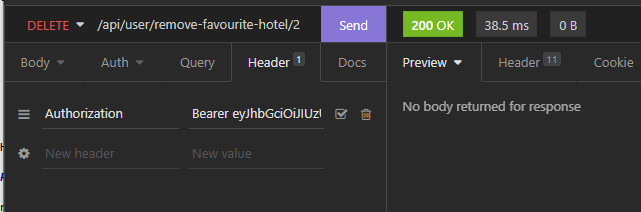 DELETE /api/user/remove-favourite-hotel/2 Send 200 OK 38.5 ms 0 B
Body Auth Query Header 1 Docs Preview Header 11 Cookie
No body returned for response
Authorization Bearer eyJhbGciOiJIUzU
New header New value